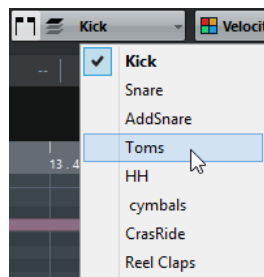 Kick Velocit
--
Kick
Snare
AddSnare
Toms
13.4
HH
cymbals
CrasRide
Reel Claps